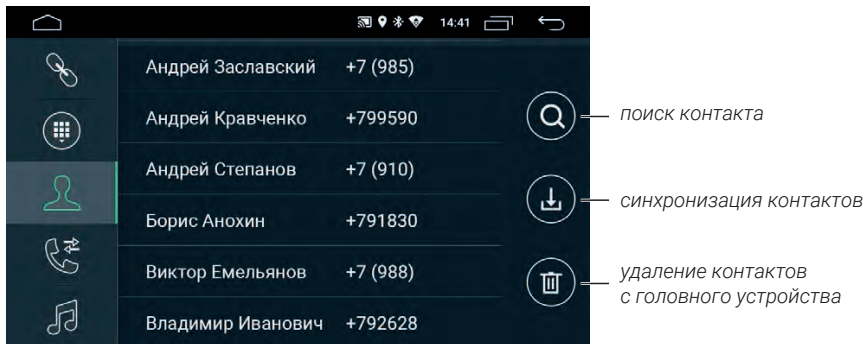 14:41
Андрей Заславский +7 (985)
Андрей Кравченко +799590
Андрей Степанов +7 (910)
Борис Анохин +791830
Виктор Емельянов +7 (988)
Владимир Иванович +792628
поиск контакта
синхронизация контактов
удаление контактов
с головного устройства